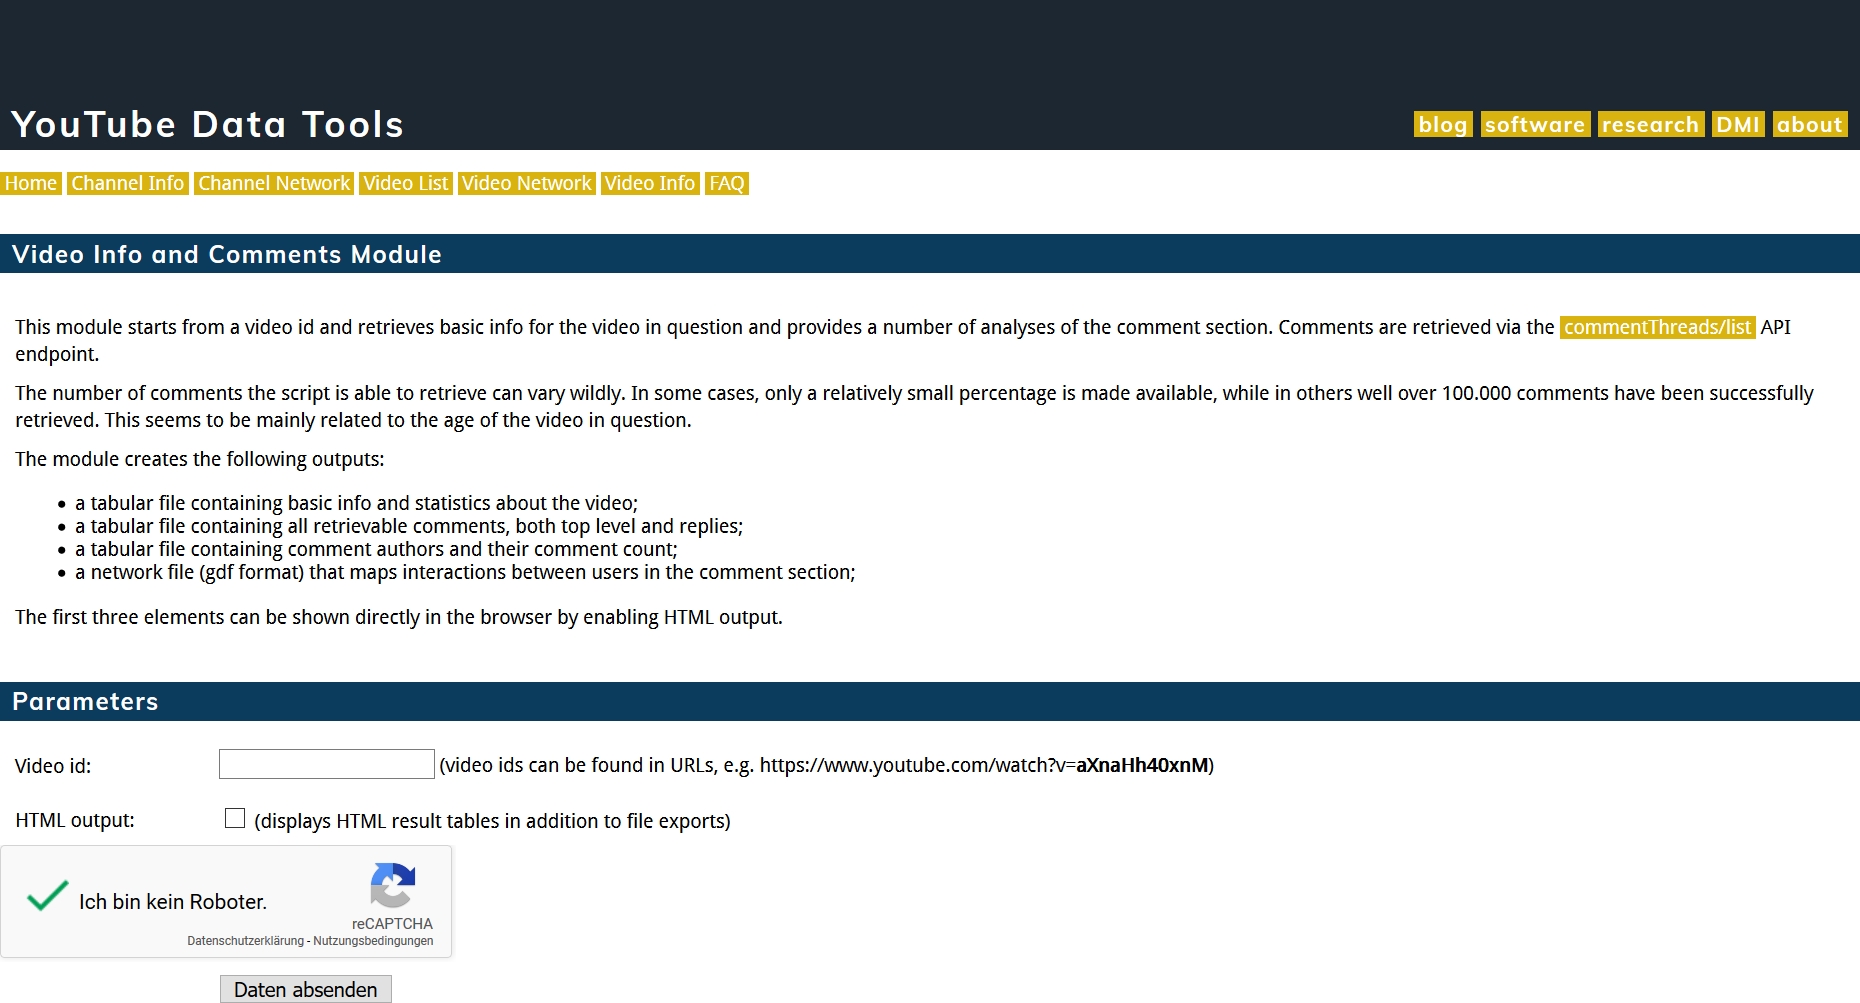 YouTube Data Tools
blog software research DMI about
Home Channel Info Channel Network Video List Video Network Video Info FAQ
Video Info and Comments Module
This module starts from a video id and retrieves basic info for the video in question and provides a number of analyses of the comment section. Comments are retrieved via the commentThreads/list API
endpoint.
The number of comments the script is able to retrieve can vary wildly. In some cases, only a relatively small percentage is made available, while in others well over 100.000 comments have been successfully
retrieved. This seems to be mainly related to the age of the video in question.
The module creates the following outputs:
• a tabular file containing basic info and statistics about the video;
• a tabular file containing all retrievable comments, both top level and replies;
• a tabular file containing comment authors and their comment count;
• a network file (gdf format) that maps interactions between users in the comment section;
The first three elements can be shown directly in the browser by enabling HTML output.
Parameters
Video id: (video ids can be found in URLs, e.g. https://www.youtube.com/watch?v=aXnaHh40xnM)
HTML output: (displays HTML result tables in addition to file exports)
Ich bin kein Roboter.
reCAPTCHA
Datenschutzerklärung - Nutzungsbedingungen
Daten absenden